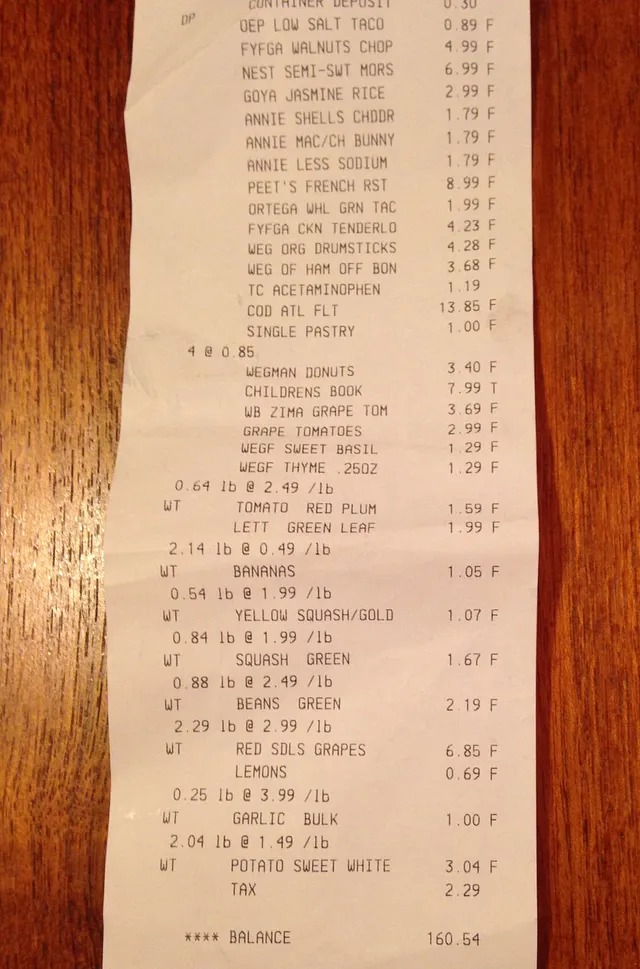 CONTAINER DEPOSIT 0.30
DP OEP LOW SALT TACO 0.89 F
FYFGA WALNUTS CHOP 4.99 F
NEST SEMI-SWT MORS 6.99 F
GOYA JASMINE RICE 2.99 F
ANNIE SHELLS CHDDR 1.79 F
ANNIE MAC/CH BUNNY 1.79 F
ANNIE LESS SODIUM 1.79 F
PEET'S FRENCH RST 8.99 F
ORTEGA WHL GRN TAC 1.99 F
FYFGA CKN TENDERLO 4.23 F
WEG ORG DRUMSTICKS 4.28 F
WEG OF HAM OFF BON 3.68 F
TC ACETAMINOPHEN 1.19
COD ATL FLT 13.85 F
SINGLE PASTRY 1.00 F
4 @ 0.85
WEGMAN DONUTS 3.40 F
CHILDRENS BOOK 7.99 T
WB ZIMA GRAPE TOM 3.69 F
GRAPE TOMATOES 2.99 F
WEGF SWEET BASIL 1.29 F
WEGF THYME .25OZ 1.29 F
0.64 lb @ 2.49 /lb
WT TOMATO RED PLUM 1.59 F
LETT GREEN LEAF 1.99 F
2.14 lb @ 0.49 /lb
WT BANANAS 1.05 F
0.54 lb @ 1.99 /lb
WT YELLOW SQUASH/GOLD 1.07 F
0.84 lb @ 1.99 /lb
WT SQUASH GREEN 1.67 F
0.88 lb @ 2.49 /lb
WT BEANS GREEN 2.19 F
2.29 lb @ 2.99 /lb
WT RED SDLS GRAPES 6.85 F
LEMONS 0.69 F
0.25 lb @ 3.99 /lb
WT GARLIC BULK 1.00 F
2.04 lb @ 1.49 /lb
WT POTATO SWEET WHITE 3.04 F
TAX 2.29
**** BALANCE 160.54